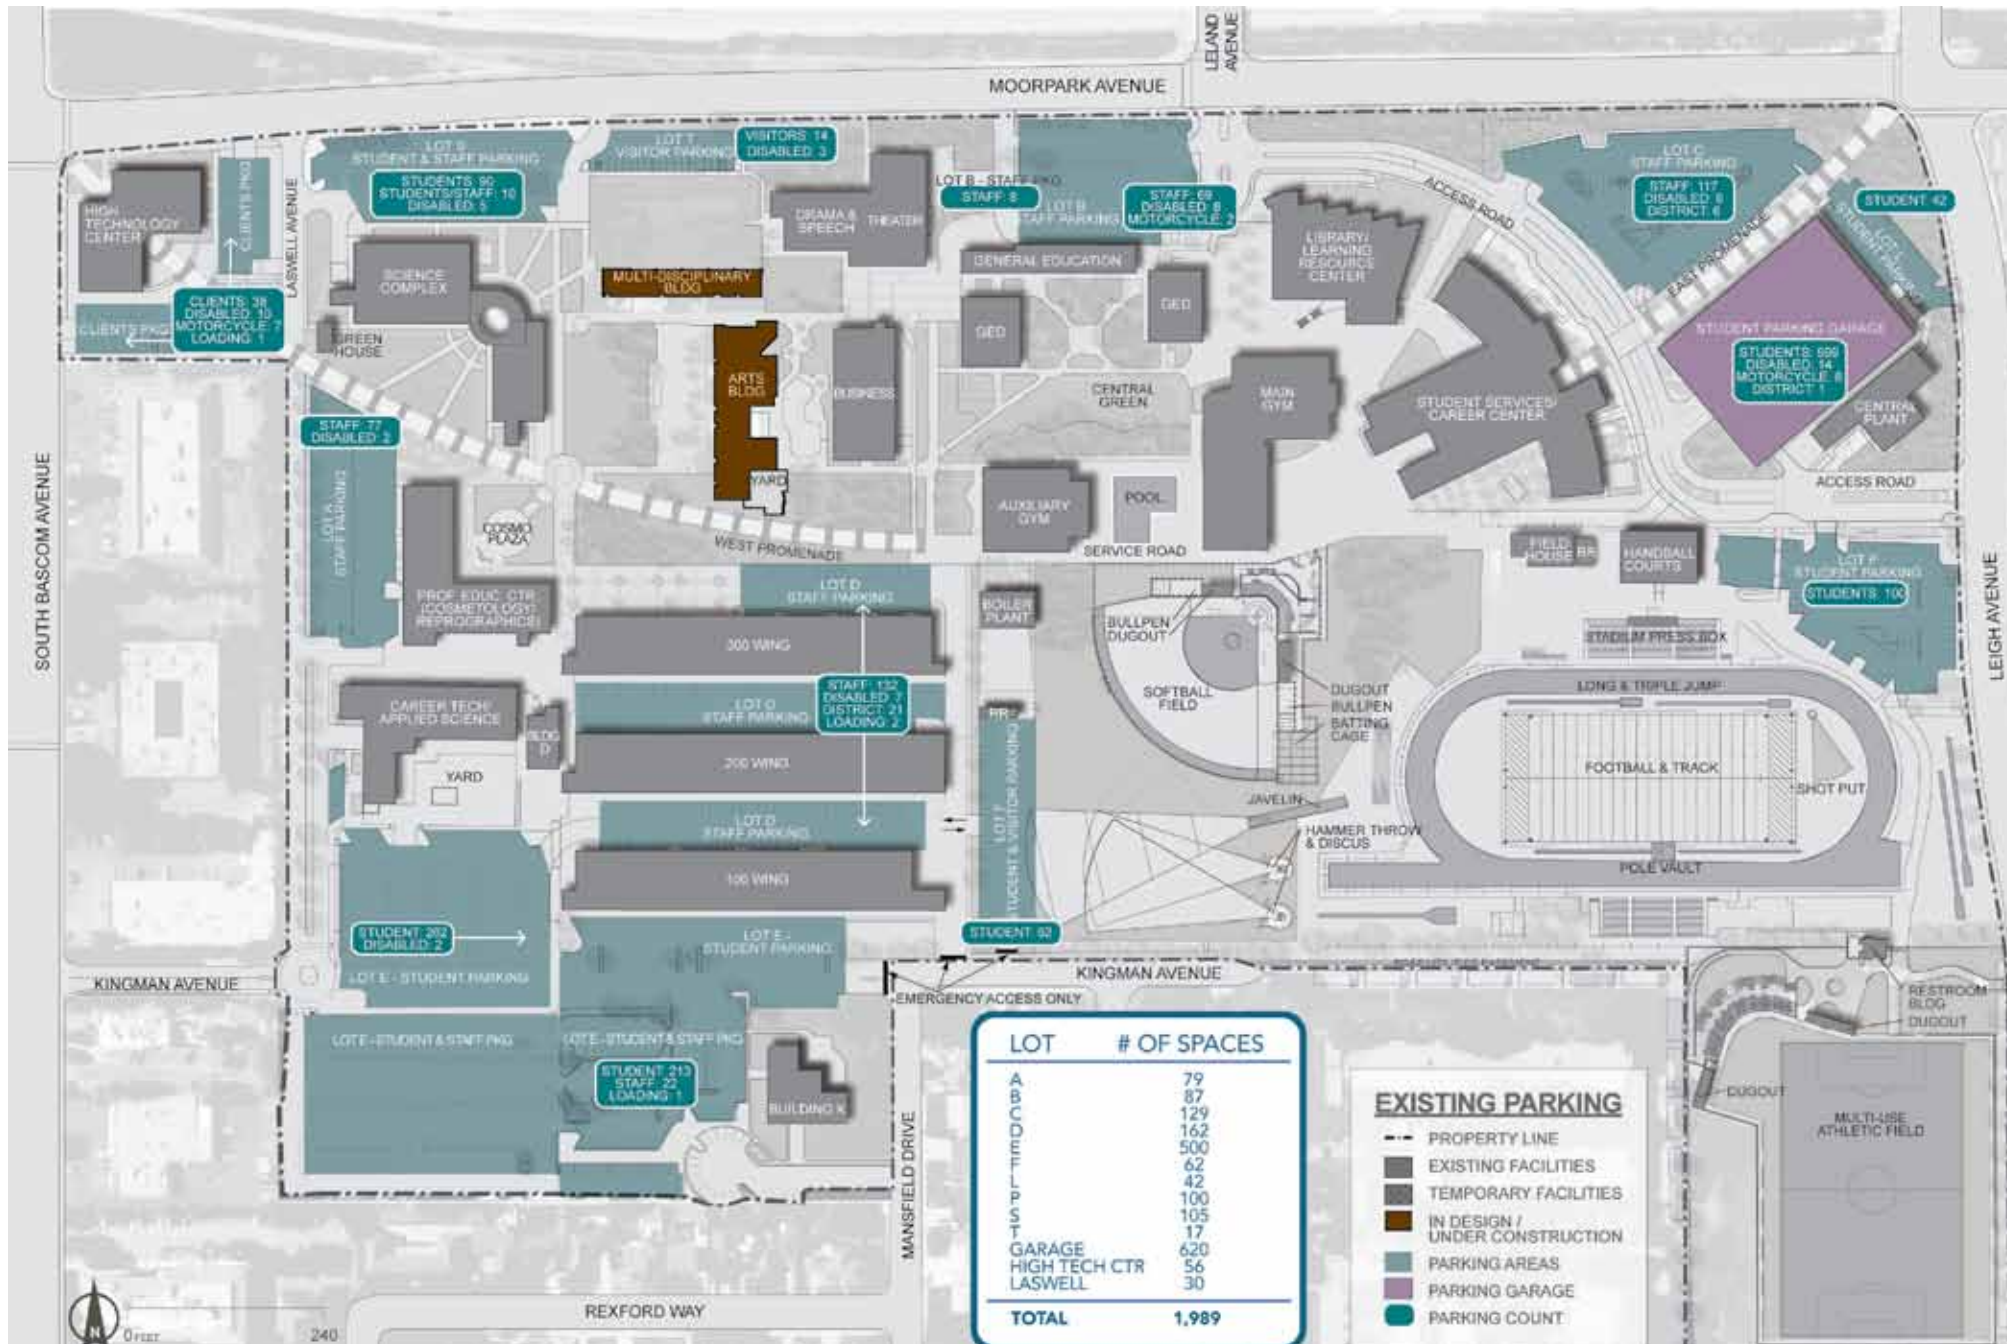 MOORPARK AVENUE
LELAND
AVENUE
LOT S
STUDENT & STAFF PARKING
STUDENTS: 90
STUDENTS/STAFF: 10
DISABLED: 5
LOT T
VISITOR PARKING
VISITORS: 14
DISABLED: 3
LOT B - STAFF PKG
STAFF: 8
LOT B
STAFF PARKING
STAFF: 69
DISABLED: 8
MOTORCYCLE: 2
ACCESS ROAD
LOT C
STAFF PARKING
STAFF: 117
DISABLED: 6
DISTRICT: 6
STUDENT: 42
LOT L
STUDENT PARKING
EAST PROMENADE
HIGH
TECHNOLOGY
CENTER
CLIENTS PKG
LASWELL AVENUE
CLIENTS PKG
CLIENTS: 38
DISABLED: 10
MOTORCYCLE: 7
LOADING: 1
GREEN
HOUSE
SCIENCE
COMPLEX
MULTI-DISCIPLINARY
BLDG
DRAMA &
SPEECH
THEATER
GENERAL EDUCATION
GED
GED
LIBRARY/
LEARNING
RESOURCE
CENTER
STUDENT PARKING GARAGE
DISABLED: 14
MOTORCYCLE: 8
DISTRICT: 1
CENTRAL
PLANT
ARTS
BLDG
BUSINESS
CENTRAL
GREEN
MAIN
GYM
STUDENT SERVICES/
CAREER CENTER
SOUTH BASCOM AVENUE
STAFF: 77
DISABLED: 2
LOT A
STAFF PARKING
COSMO
PLAZA
YARD
WEST PROMENADE
AUXILIARY
GYM
POOL
SERVICE ROAD
ACCESS ROAD
FIELD
HOUSE
RR
HANDBALL
COURTS
LOT P
STUDENT PARKING
STUDENTS: 100
LEIGH AVENUE
PROF EDUC CTR
(COSMETOLOGY/
REPROGRAPHICS)
LOT D
STAFF PARKING
300 WING
BOILER
PLANT
BULLPEN
DUGOUT
STADIUM PRESS BOX
SOFTBALL
FIELD
DUGOUT
BULLPEN
BATTING
CAGE
LONG & TRIPLE JUMP
CAREER TECH/
APPLIED SCIENCE
BLDG
D
YARD
LOT D
STAFF PARKING
STAFF: 132
DISABLED: 7
DISTRICT: 21
LOADING: 2
RR
200 WING
LOT F
STUDENT & VISITOR PARKING
FOOTBALL & TRACK
SHOT PUT
JAVELIN
HAMMER THROW
& DISCUS
POLE VAULT
LOT D
STAFF PARKING
100 WING
STUDENT: 262
DISABLED: 2
LOT E - STUDENT PARKING
LOT E -
STUDENT PARKING
STUDENT: 62
KINGMAN AVENUE
KINGMAN AVENUE
EMERGENCY ACCESS ONLY
RESTROOM
BLDG
DUGOUT
DUGOUT
MULTI-USE
ATHLETIC FIELD
LOT E - STUDENT & STAFF PKG
LOT E - STUDENT & STAFF PKG
STUDENT: 213
STAFF: 22
LOADING: 1
BUILDING K
MANSFIELD DRIVE
REXFORD WAY
N
0 FEET
240
LOT # OF SPACES
A 79
B 87
C 129
D 162
E 500
F 62
L 42
P 100
S 105
T 17
GARAGE 620
HIGH TECH CTR 56
LASWELL 30
TOTAL 1,989
EXISTING PARKING
PROPERTY LINE
EXISTING FACILITIES
TEMPORARY FACILITIES
IN DESIGN /
UNDER CONSTRUCTION
PARKING AREAS
PARKING GARAGE
PARKING COUNT